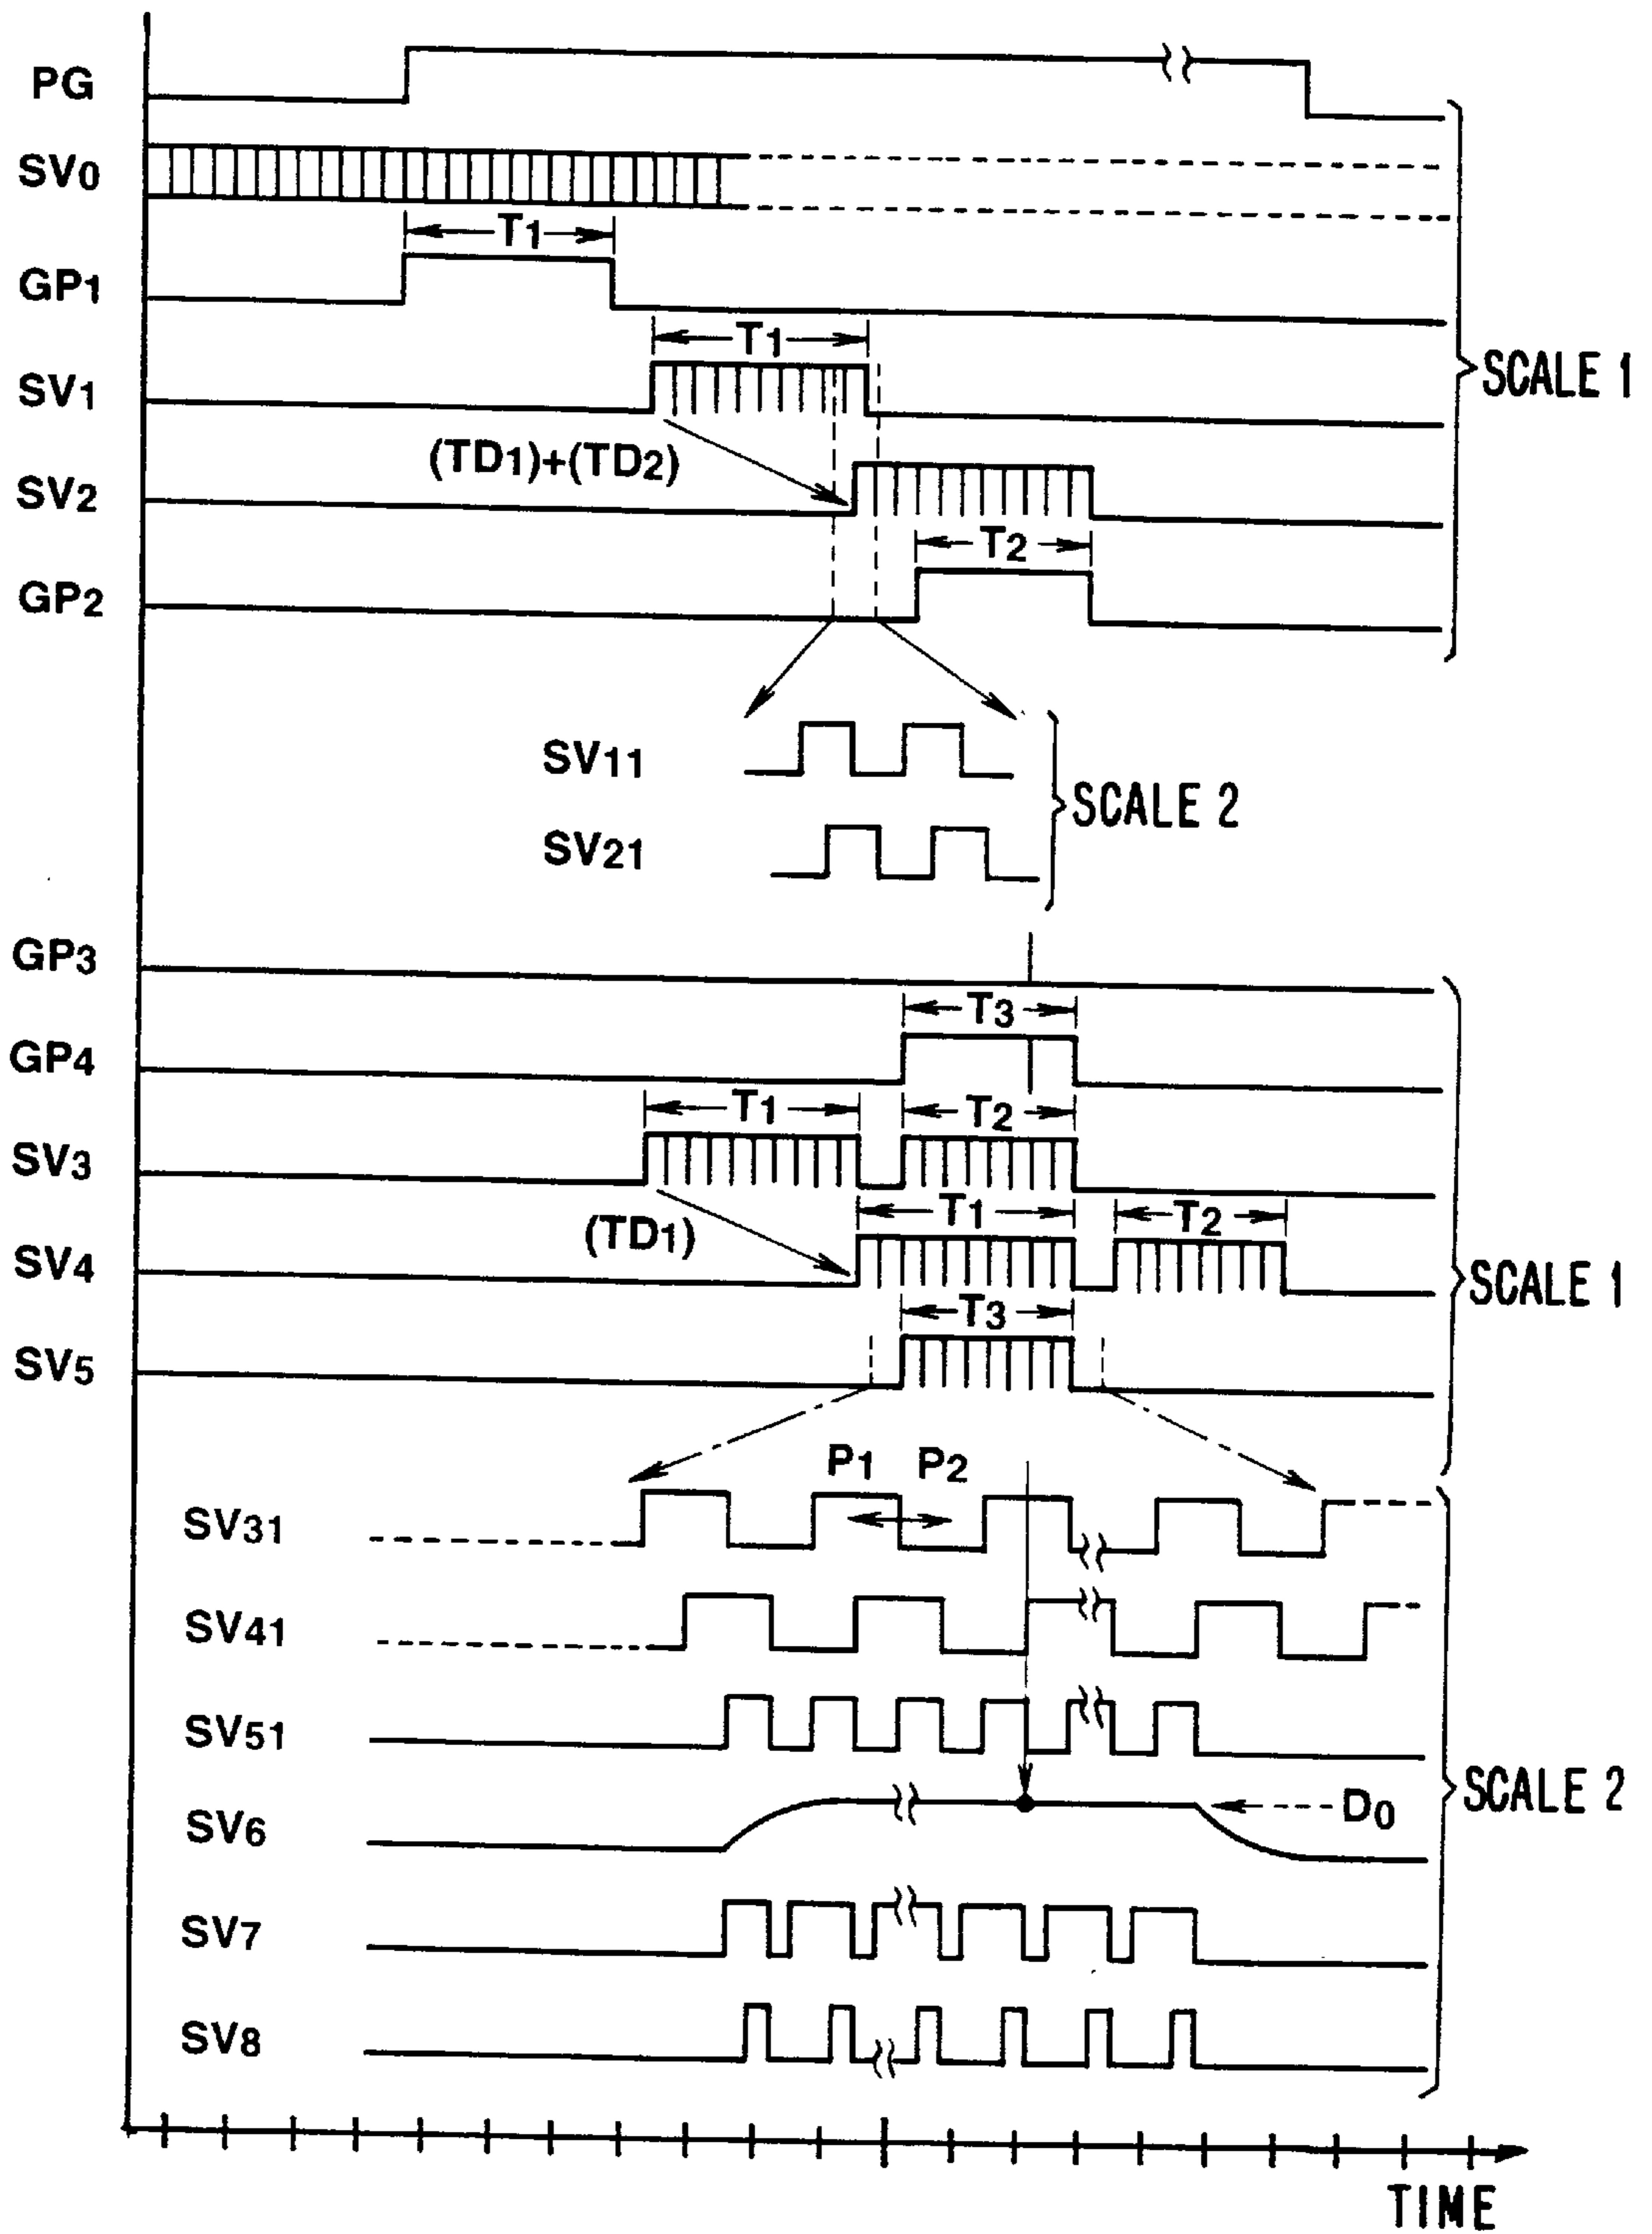 PG
SV0
T1
GP1
T1
SV1
SCALE 1
(TD1)+(TD2)
SV2
T2
GP2
SV11
SCALE 2
SV21
GP3
T3
GP4
T1
T2
SV3
T1
T2
(TD1)
SV4
SCALE 1
T3
SV5
P1 P2
SV31
SV41
SV51
SCALE 2
D0
SV6
SV7
SV8
TIME